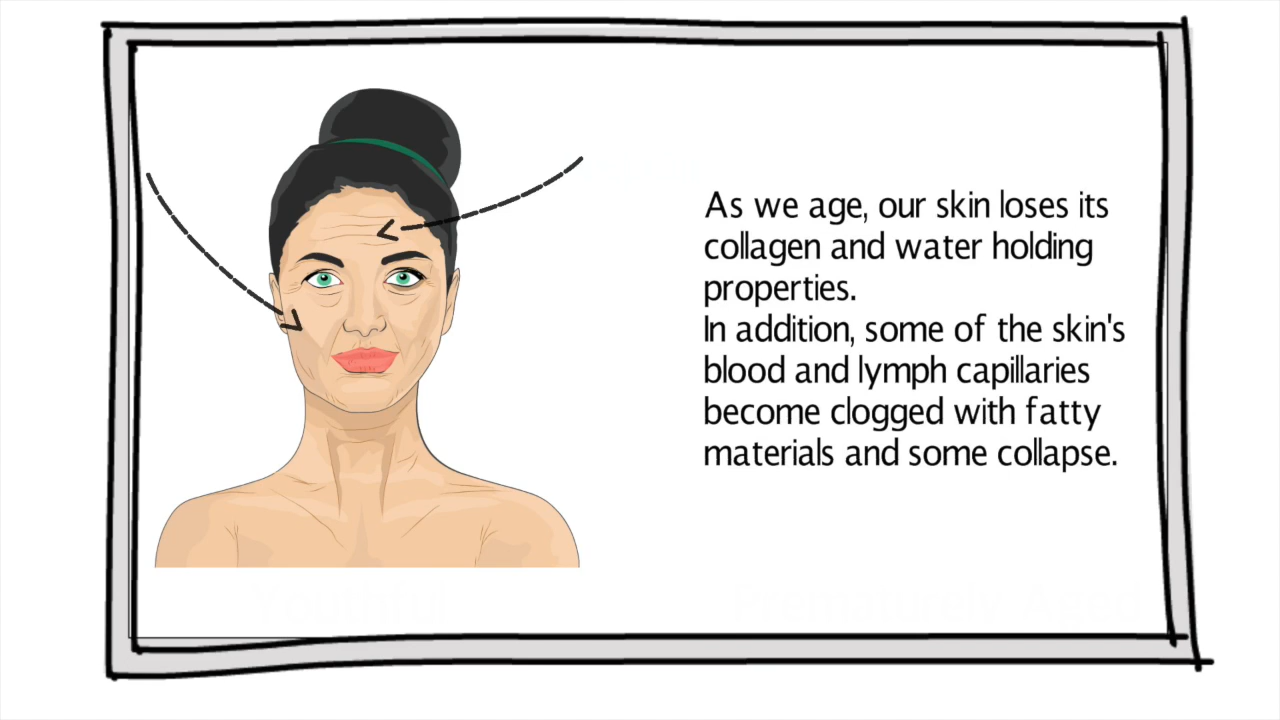 As we age, our skin loses its
collagen and water holding
properties.
In addition, some of the skin's
blood and lymph capillaries
become clogged with fatty
materials and some collapse.